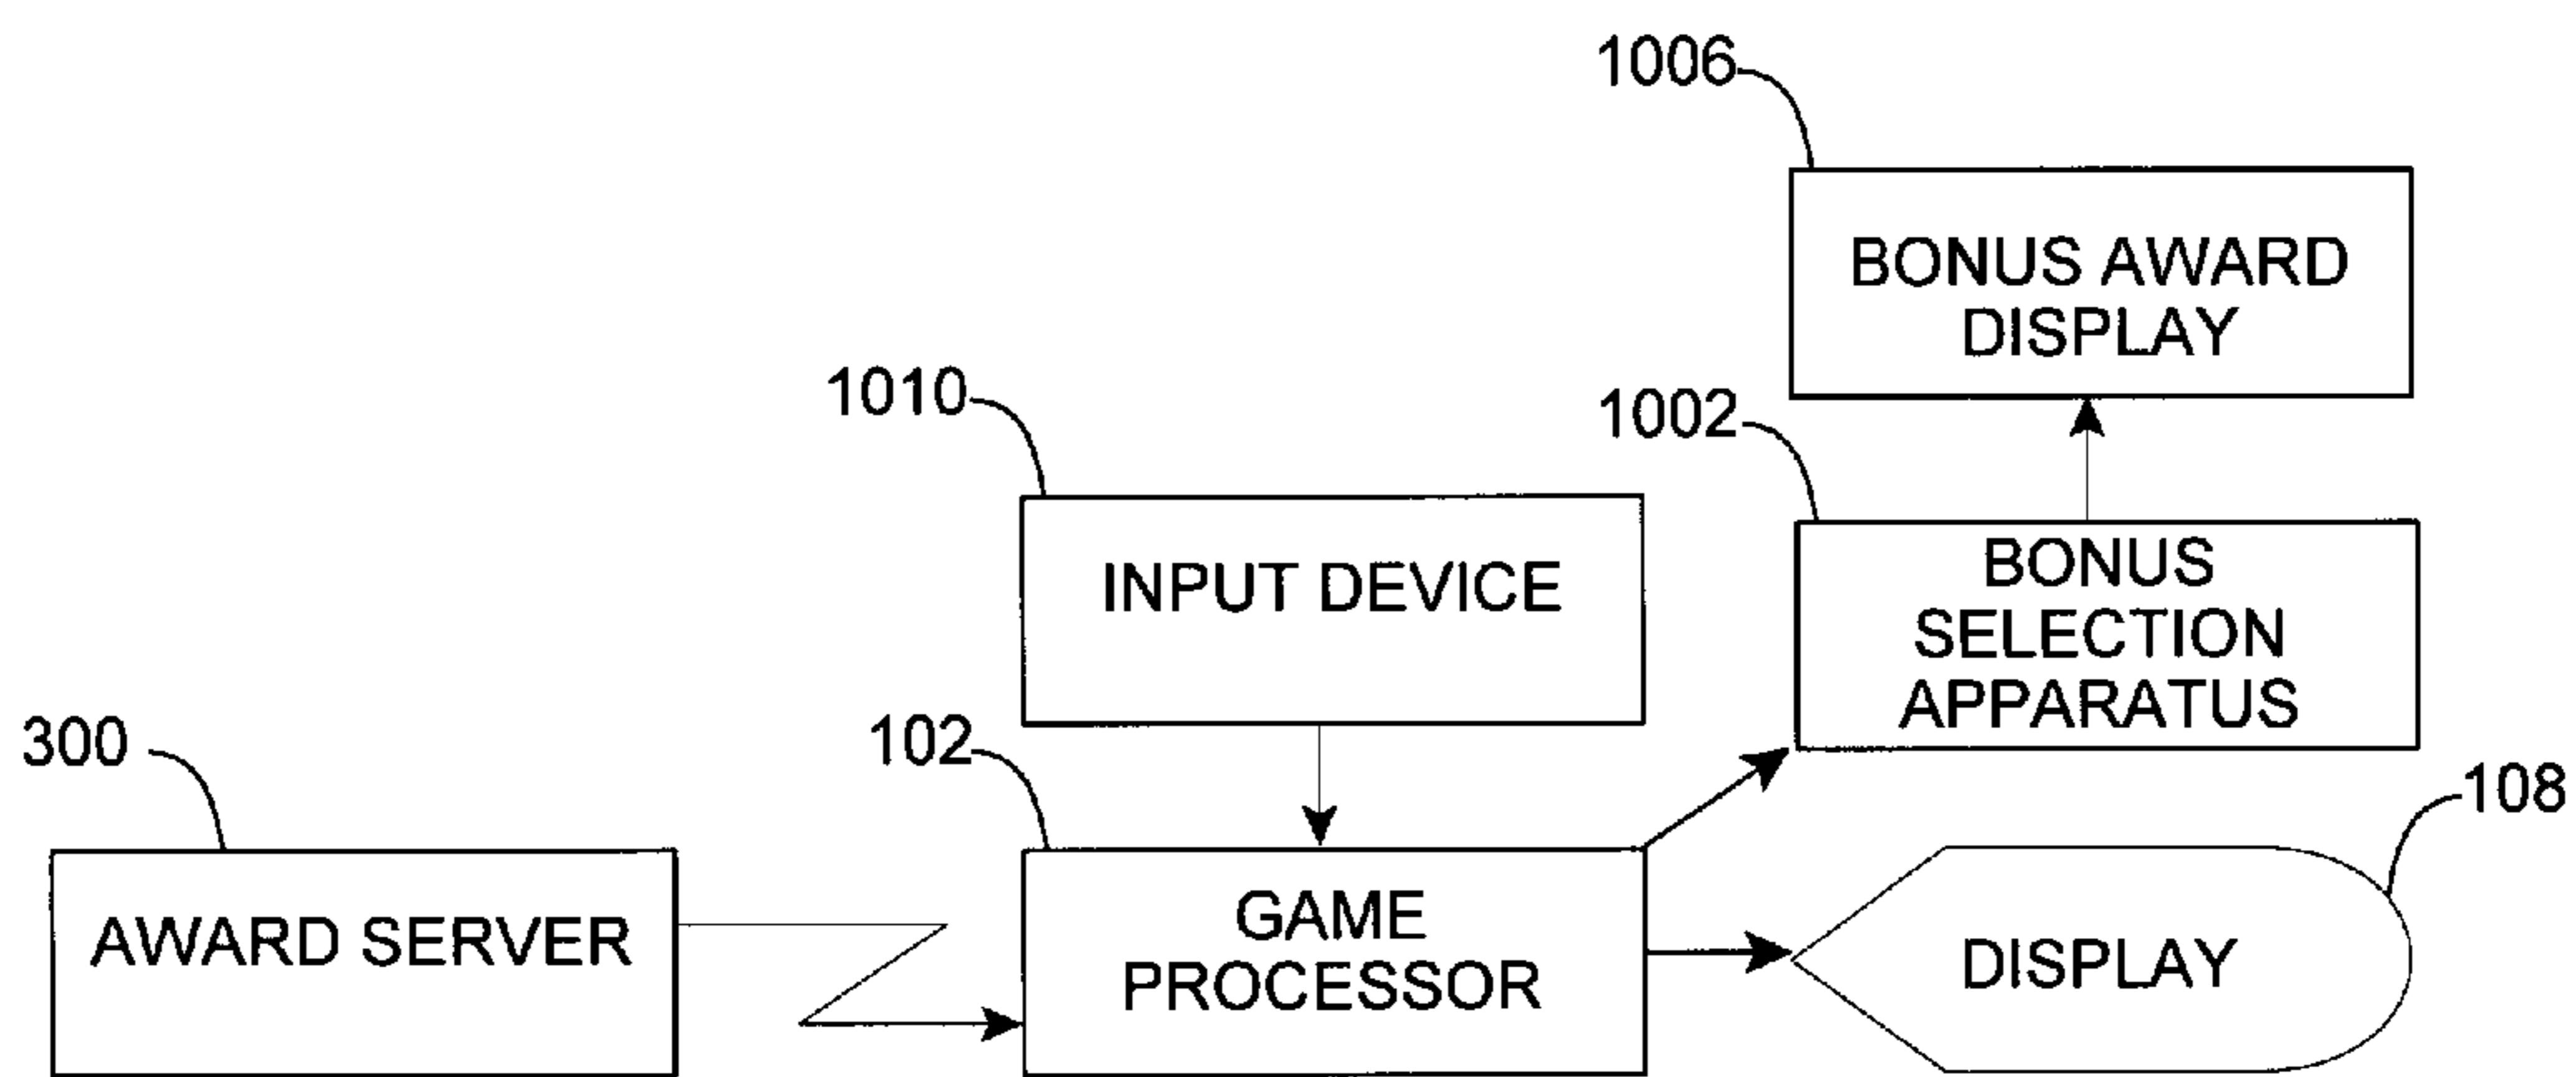 1006
BONUS AWARD
DISPLAY
1010
1002
INPUT DEVICE
BONUS
SELECTION
APPARATUS
300
102
108
AWARD SERVER
GAME
PROCESSOR
DISPLAY